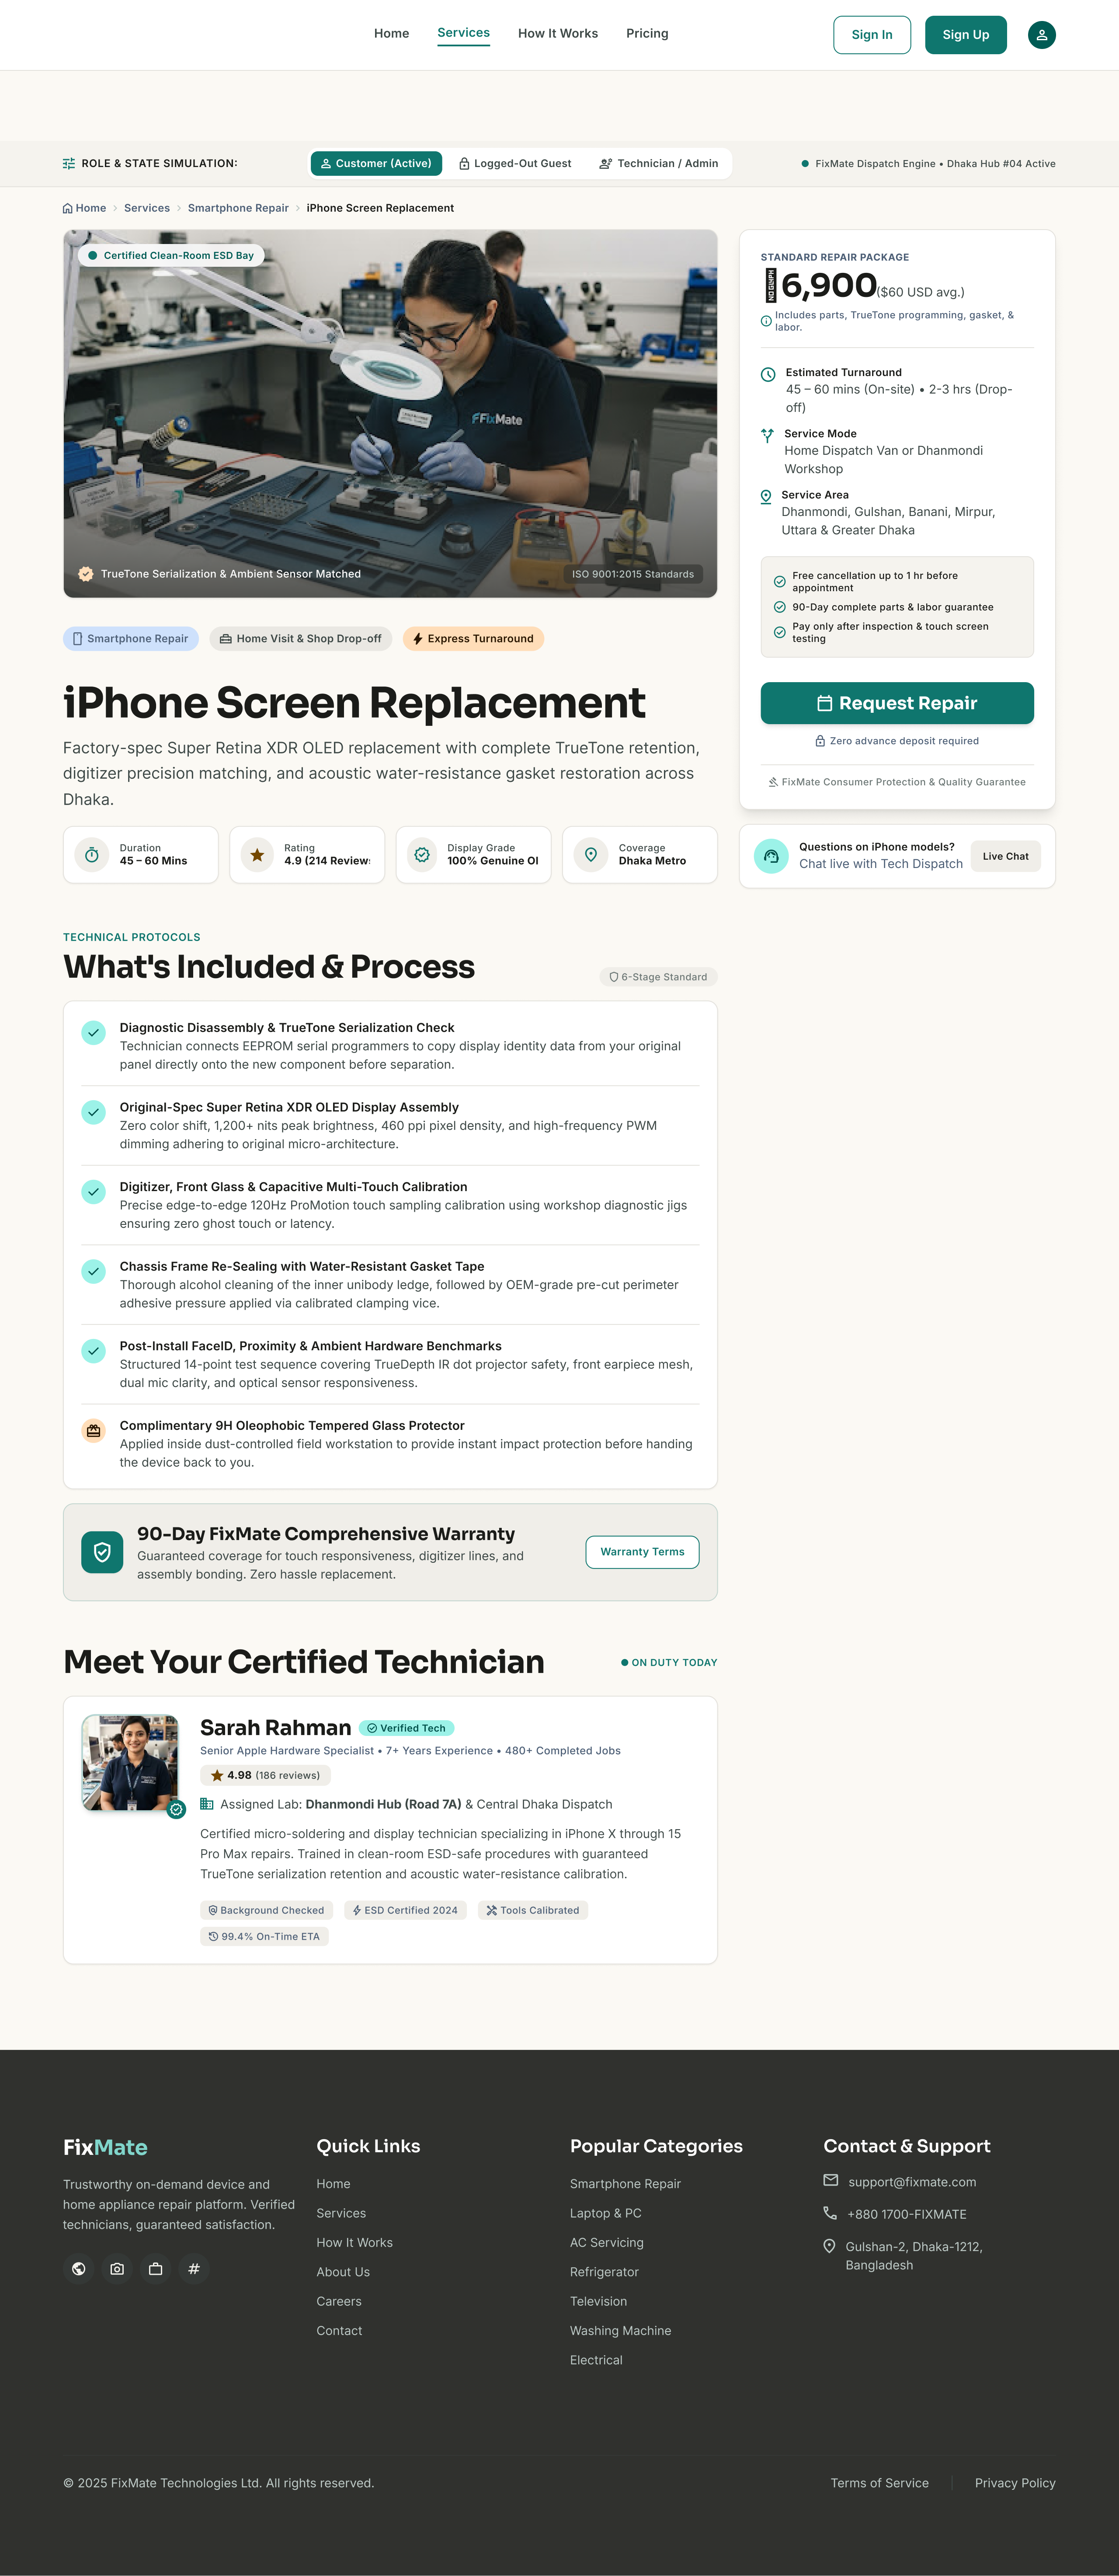 Home
Services
How It Works
Pricing
Sign In
Sign Up
ROLE & STATE SIMULATION:
Customer (Active)
Logged-Out Guest
Technician / Admin
FixMate Dispatch Engine • Dhaka Hub #04 Active
Home
Services
Smartphone Repair
iPhone Screen Replacement
Certified Clean-Room ESD Bay
FixMate
TrueTone Serialization & Ambient Sensor Matched
ISO 9001:2015 Standards
Smartphone Repair
Home Visit & Shop Drop-off
Express Turnaround
iPhone Screen Replacement
Factory-spec Super Retina XDR OLED replacement with complete TrueTone retention,
digitizer precision matching, and acoustic water-resistance gasket restoration across
Dhaka.
Duration
45 – 60 Mins
Rating
4.9 (214 Reviews
Display Grade
100% Genuine Ol
Coverage
Dhaka Metro
STANDARD REPAIR PACKAGE
6,900 ($60 USD avg.)
Includes parts, TrueTone programming, gasket, &
labor.
Estimated Turnaround
45 – 60 mins (On-site) • 2-3 hrs (Drop-
off)
Service Mode
Home Dispatch Van or Dhanmondi
Workshop
Service Area
Dhanmondi, Gulshan, Banani, Mirpur,
Uttara & Greater Dhaka
Free cancellation up to 1 hr before
appointment
90-Day complete parts & labor guarantee
Pay only after inspection & touch screen
testing
Request Repair
Zero advance deposit required
FixMate Consumer Protection & Quality Guarantee
Questions on iPhone models?
Chat live with Tech Dispatch
Live Chat
TECHNICAL PROTOCOLS
What's Included & Process
6-Stage Standard
Diagnostic Disassembly & TrueTone Serialization Check
Technician connects EEPROM serial programmers to copy display identity data from your original
panel directly onto the new component before separation.
Original-Spec Super Retina XDR OLED Display Assembly
Zero color shift, 1,200+ nits peak brightness, 460 ppi pixel density, and high-frequency PWM
dimming adhering to original micro-architecture.
Digitizer, Front Glass & Capacitive Multi-Touch Calibration
Precise edge-to-edge 120Hz ProMotion touch sampling calibration using workshop diagnostic jigs
ensuring zero ghost touch or latency.
Chassis Frame Re-Sealing with Water-Resistant Gasket Tape
Thorough alcohol cleaning of the inner unibody ledge, followed by OEM-grade pre-cut perimeter
adhesive pressure applied via calibrated clamping vice.
Post-Install FaceID, Proximity & Ambient Hardware Benchmarks
Structured 14-point test sequence covering TrueDepth IR dot projector safety, front earpiece mesh,
dual mic clarity, and optical sensor responsiveness.
Complimentary 9H Oleophobic Tempered Glass Protector
Applied inside dust-controlled field workstation to provide instant impact protection before handing
the device back to you.
90-Day FixMate Comprehensive Warranty
Guaranteed coverage for touch responsiveness, digitizer lines, and
assembly bonding. Zero hassle replacement.
Warranty Terms
Meet Your Certified Technician
ON DUTY TODAY
Sarah Rahman
Verified Tech
Senior Apple Hardware Specialist • 7+ Years Experience • 480+ Completed Jobs
4.98 (186 reviews)
Assigned Lab: Dhanmondi Hub (Road 7A) & Central Dhaka Dispatch
Certified micro-soldering and display technician specializing in iPhone X through 15
Pro Max repairs. Trained in clean-room ESD-safe procedures with guaranteed
TrueTone serialization retention and acoustic water-resistance calibration.
Background Checked
ESD Certified 2024
Tools Calibrated
99.4% On-Time ETA
FixMate
Trustworthy on-demand device and
home appliance repair platform. Verified
technicians, guaranteed satisfaction.
Quick Links
Home
Services
How It Works
About Us
Careers
Contact
Popular Categories
Smartphone Repair
Laptop & PC
AC Servicing
Refrigerator
Television
Washing Machine
Electrical
Contact & Support
support@fixmate.com
+880 1700-FIXMATE
Gulshan-2, Dhaka-1212,
Bangladesh
© 2025 FixMate Technologies Ltd. All rights reserved.
Terms of Service
Privacy Policy